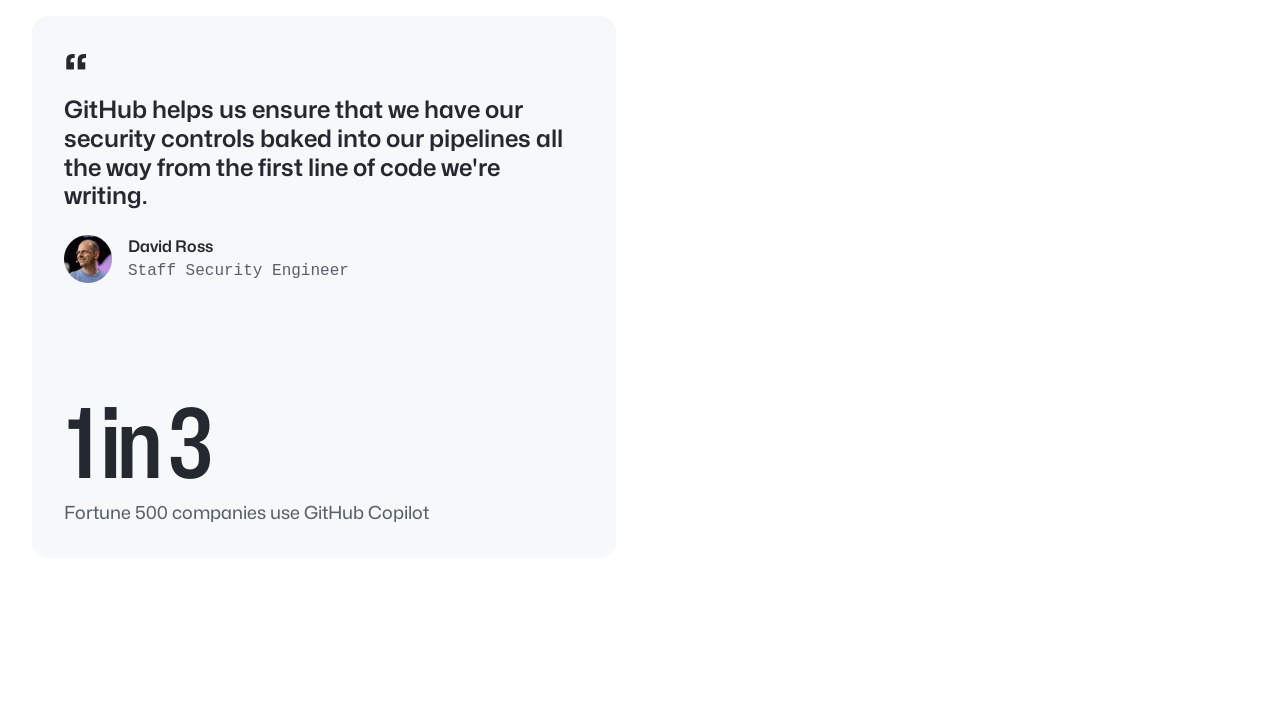 “
GitHub helps us ensure that we have our
security controls baked into our pipelines all
the way from the first line of code we're
writing.
David Ross
Staff Security Engineer
1 in 3
Fortune 500 companies use GitHub Copilot